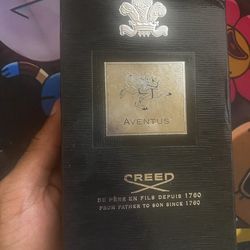 AVENTUS
CREED
DE PÈRE EN FILS DEPUIS 1760
FROM FATHER TO SON SINCE 1760